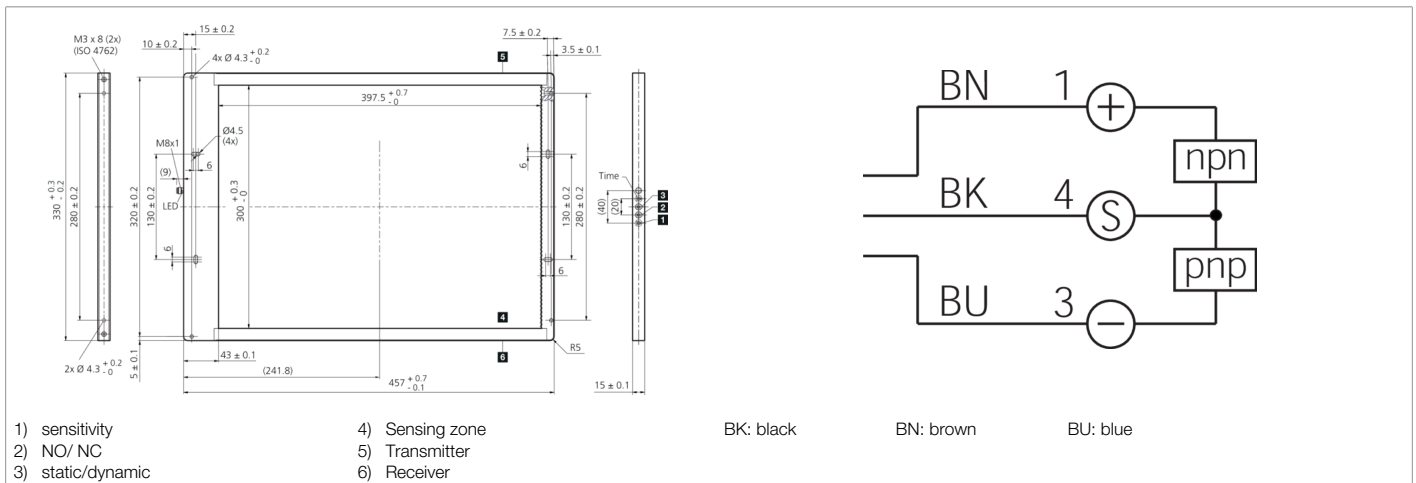 M3 x 8 (2x)
(ISO 4762)
15 ± 0.2
10 ± 0.2
4x Ø 4.3 + 0.2 - 0
5
7.5 ± 0.2
3.5 ± 0.1
397.5 + 0.7 - 0
Ø4.5
(4x)
M8x1
(9)
6
LED
330 + 0.3 - 0.2
280 ± 0.2
320 ± 0.2
130 ± 0.2
300 + 0.3 - 0
6
6
130 ± 0.2
280 ± 0.2
6
Time
(40)
(20)
3
2
1
4
6
R5
2x Ø 4.3 + 0.2 - 0
5 ± 0.1
43 ± 0.1
(241.8)
457 + 0.7 - 0.1
15 ± 0.1
BN 1 +
npn
BK 4 S
pnp
BU 3 −
1) sensitivity
2) NO/ NC
3) static/dynamic
4) Sensing zone
5) Transmitter
6) Receiver
BK: black BN: brown BU: blue